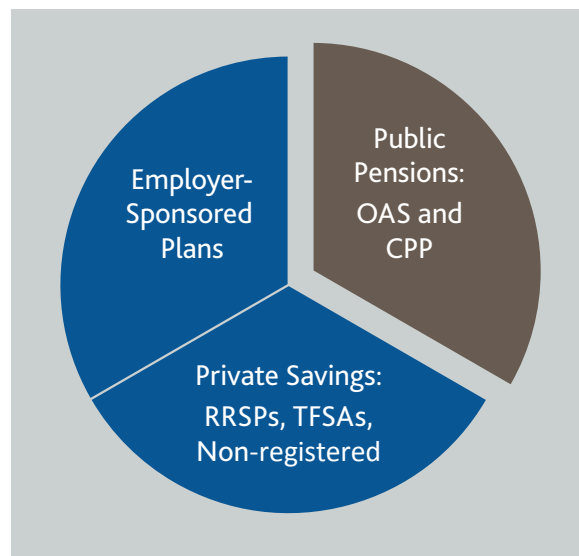 Employer-
Sponsored
Plans
Public
Pensions:
OAS and
CPP
Private Savings:
RRSPs, TFSAs,
Non-registered